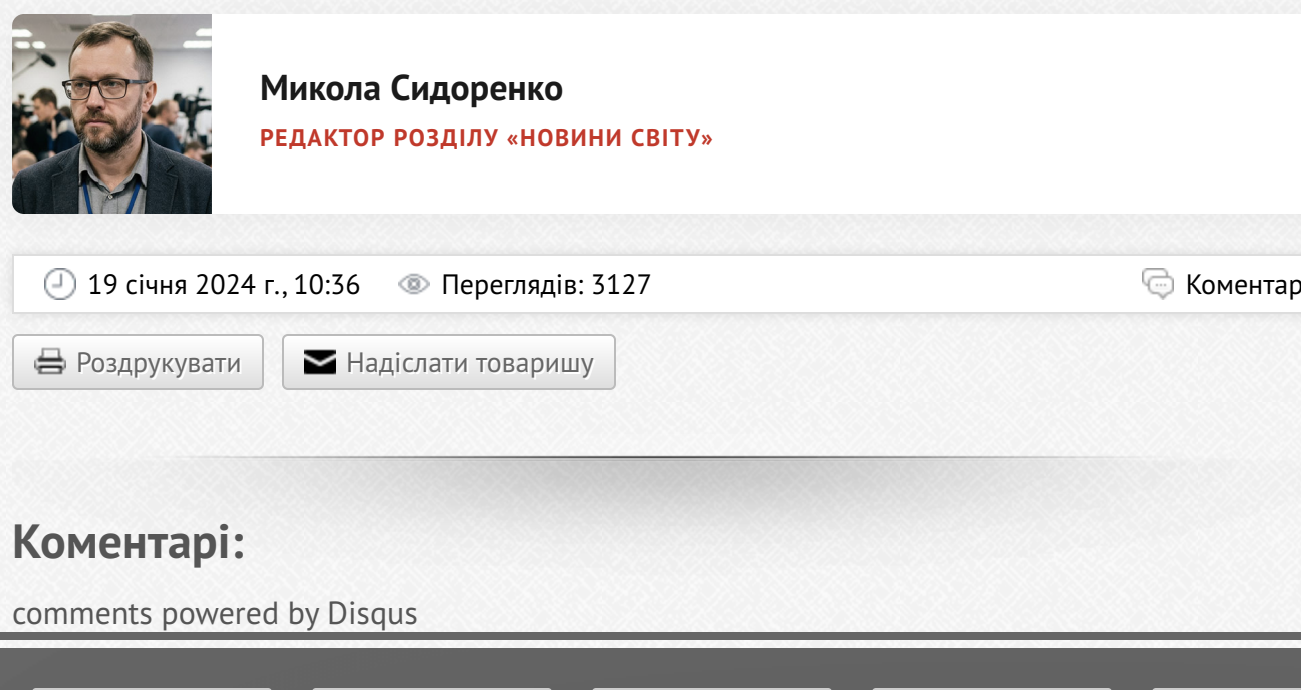 Микола Сидоренко
РЕДАКТОР РОЗДІЛУ «НОВИНИ СВІТУ»
19 січня 2024 г., 10:36 Переглядів: 3127 Коментар
Роздрукувати Надіслати товаришу
Коментарі:
comments powered by Disqus